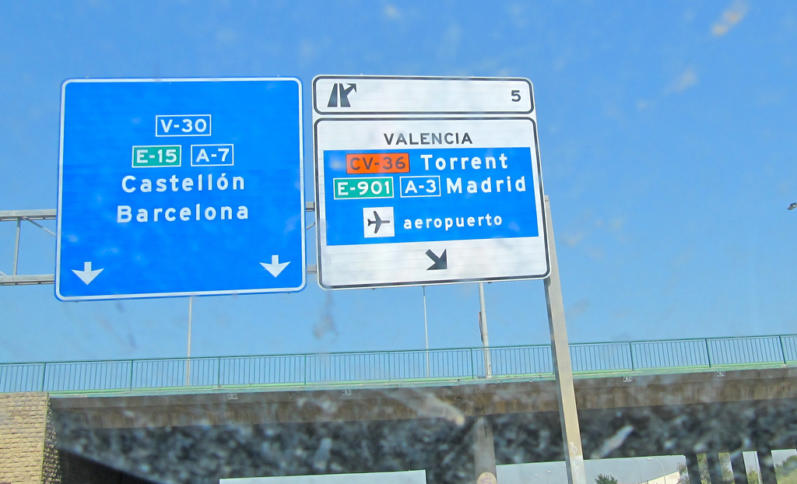 V-30
E-15 A-7
Castellón
Barcelona
5
VALENCIA
CV-36 Torrent
E-901 A-3 Madrid
aeropuerto